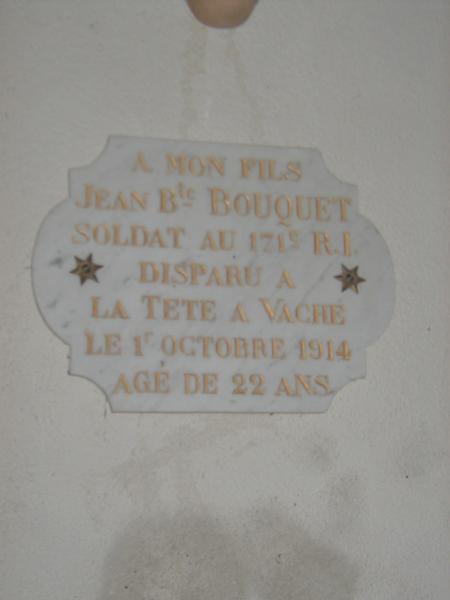 A MON FILS
JEAN Bte BOUQUET
SOLDAT AU 171e R.I.
DISPARU A
LA TETE A VACHE
LE 1r OCTOBRE 1914
AGÉ DE 22 ANS.